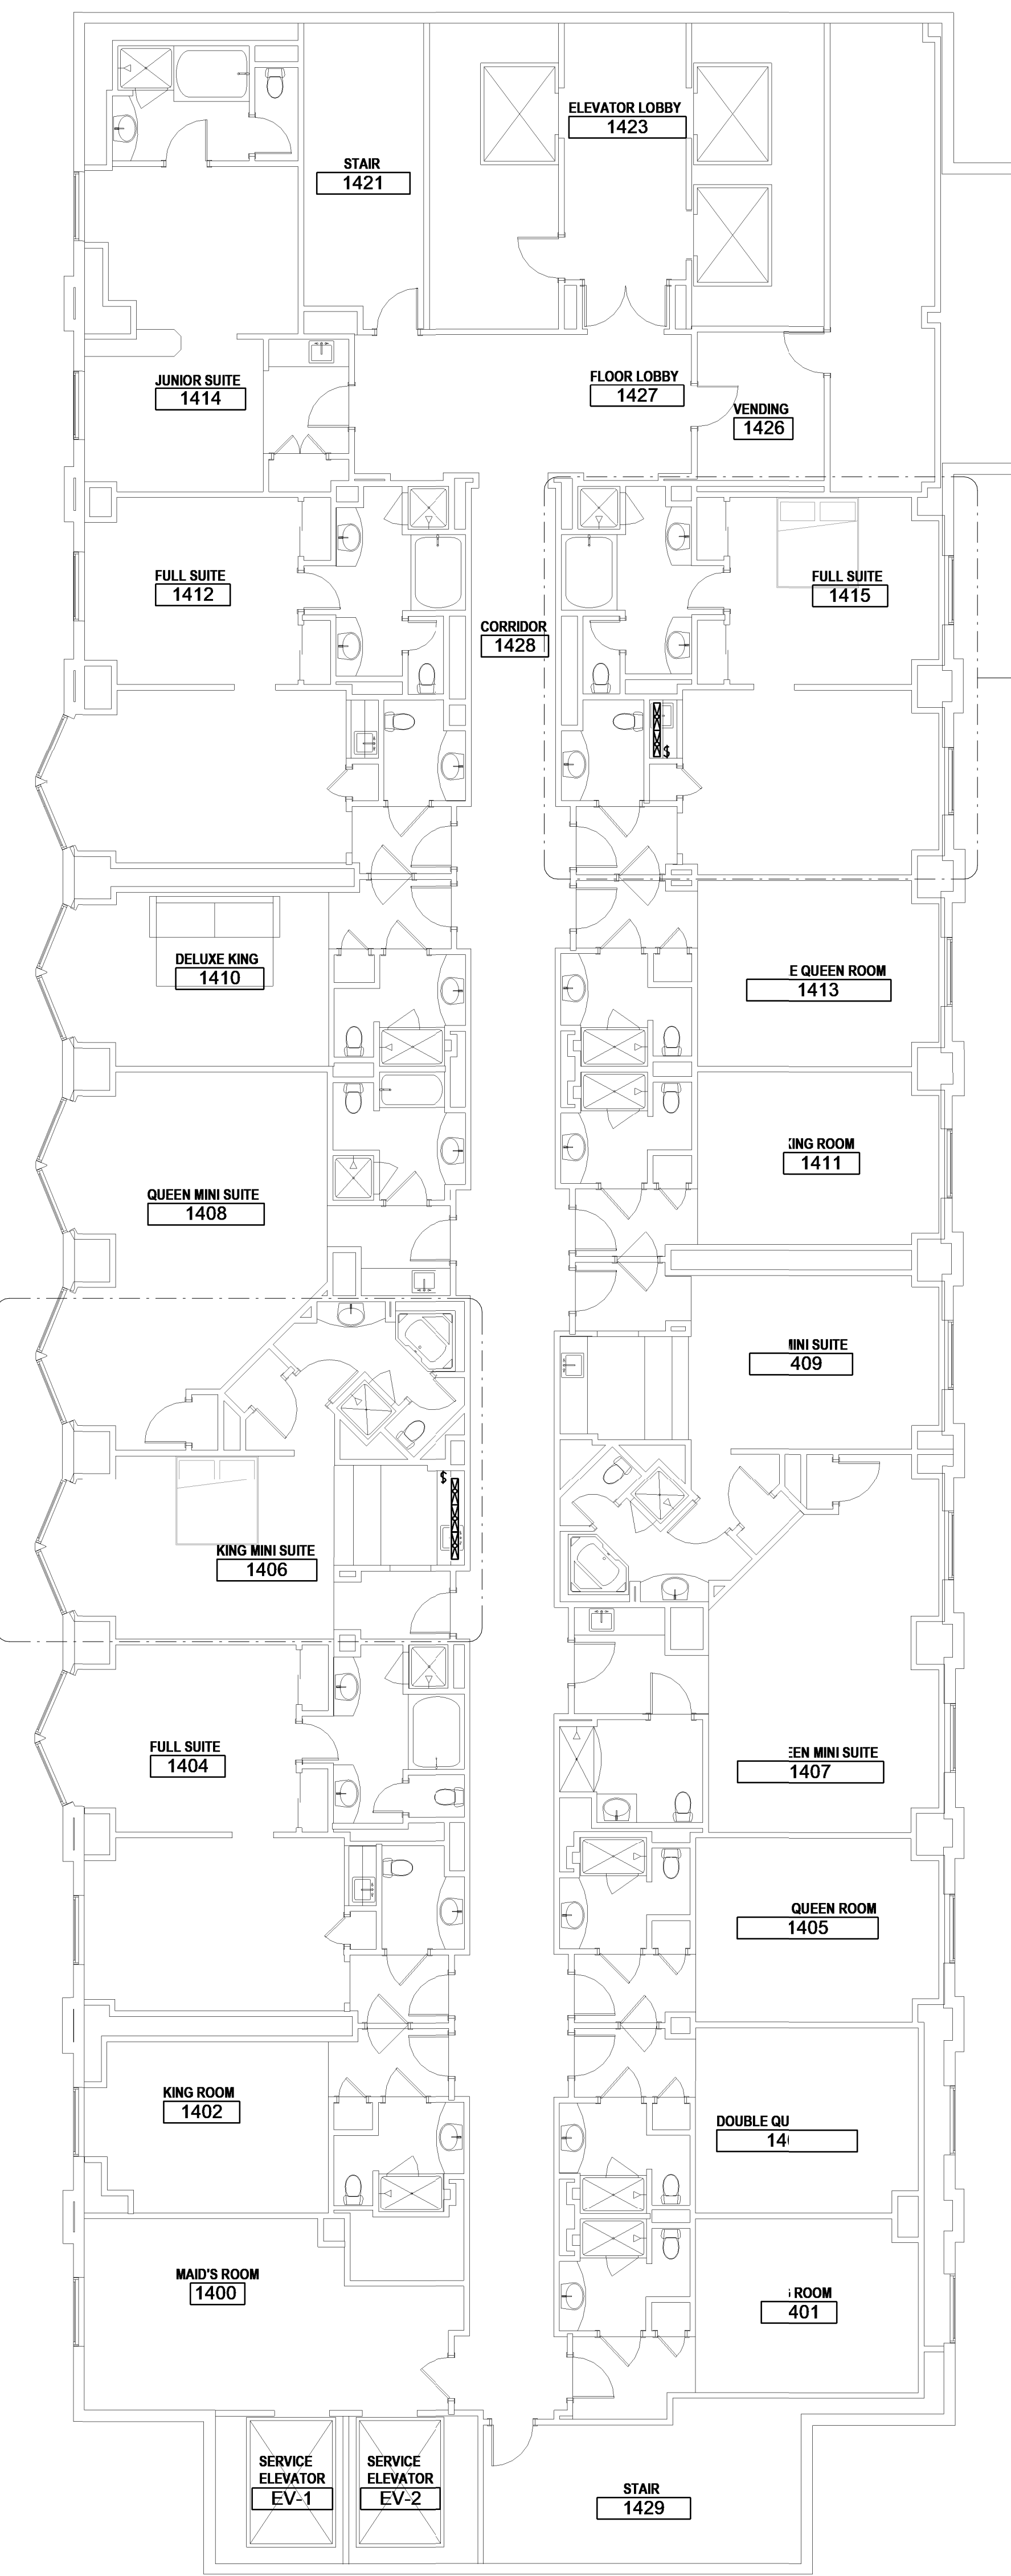 ELEVATOR LOBBY
1423
STAIR
1421
FLOOR LOBBY
1427
JUNIOR SUITE
1414
VENDING
1426
FULL SUITE
1412
FULL SUITE
1415
CORRIDOR
1428
$
DELUXE KING
1410
E QUEEN ROOM
1413
KING ROOM
1411
QUEEN MINI SUITE
1408
MINI SUITE
409
$
KING MINI SUITE
1406
FULL SUITE
1404
EEN MINI SUITE
1407
QUEEN ROOM
1405
KING ROOM
1402
DOUBLE QU
14
MAID'S ROOM
1400
ROOM
401
SERVICE
ELEVATOR
EV-1
SERVICE
ELEVATOR
EV-2
STAIR
1429